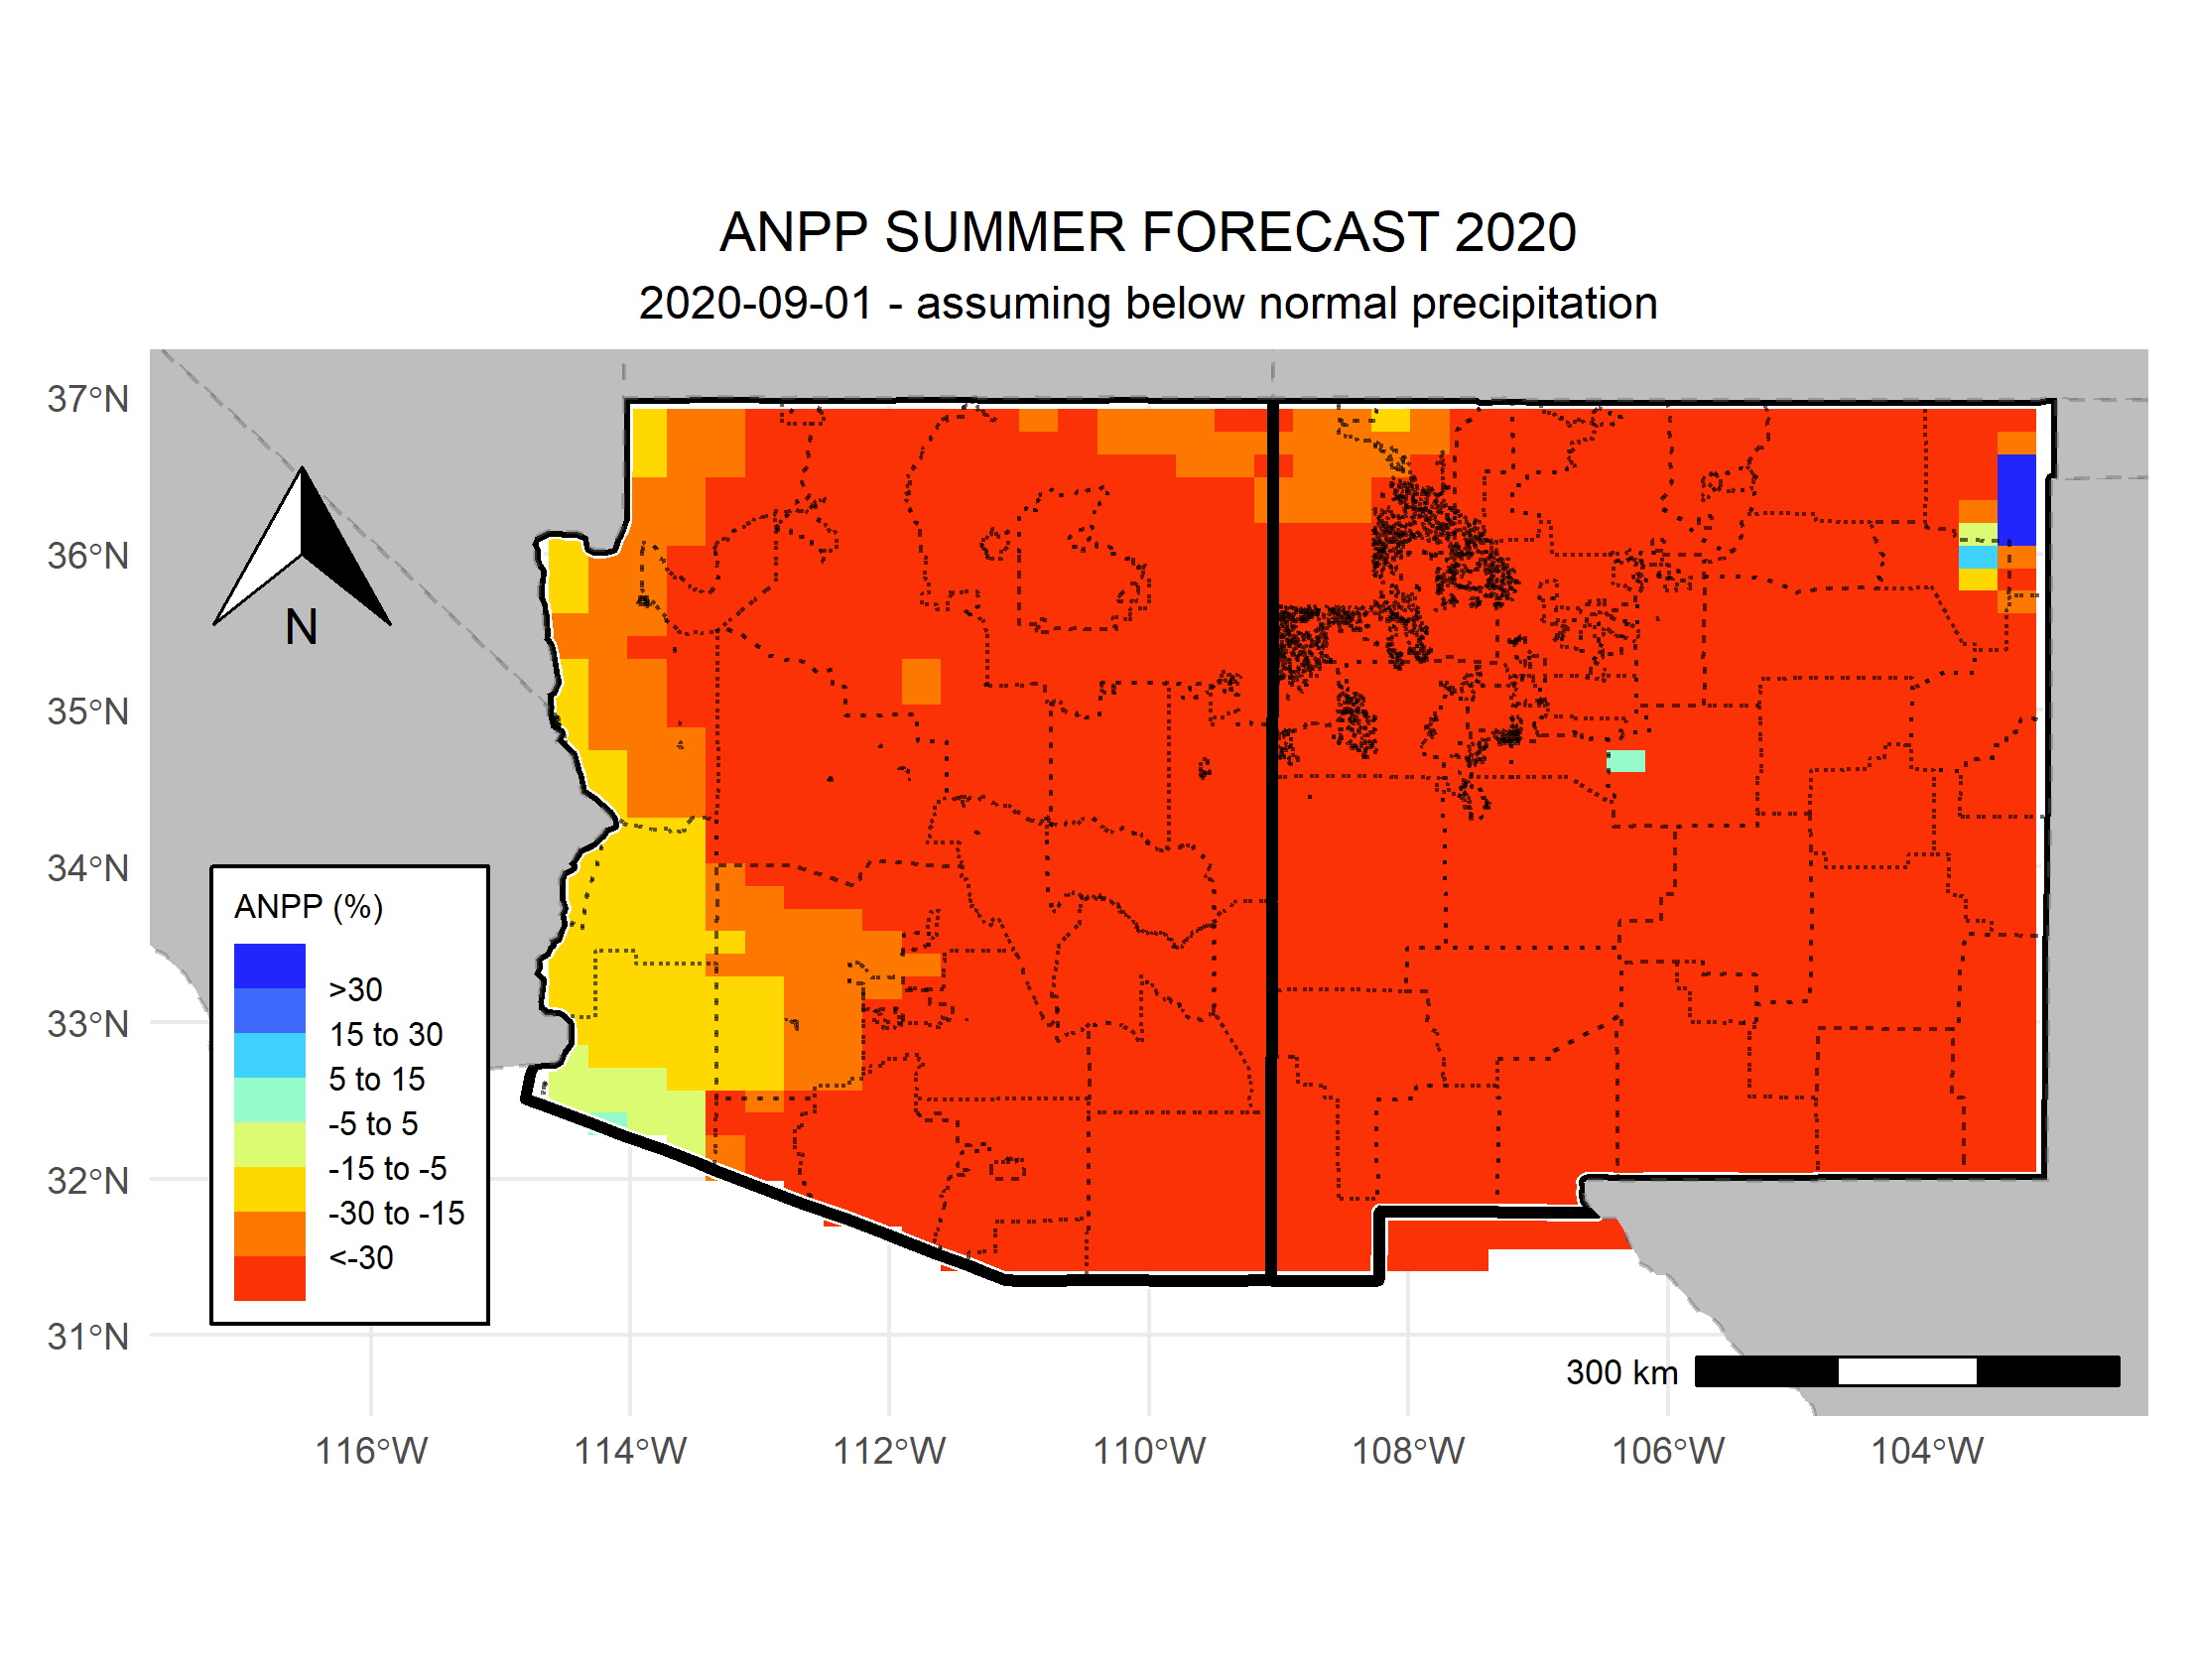 ANPP SUMMER FORECAST 2020
2020-09-01 - assuming below normal precipitation
37°N
36°N
35°N
34°N
33°N
32°N
31°N
N
ANPP (%)
>30
15 to 30
5 to 15
-5 to 5
-15 to -5
-30 to -15
<-30
300 km
116°W
114°W
112°W
110°W
108°W
106°W
104°W